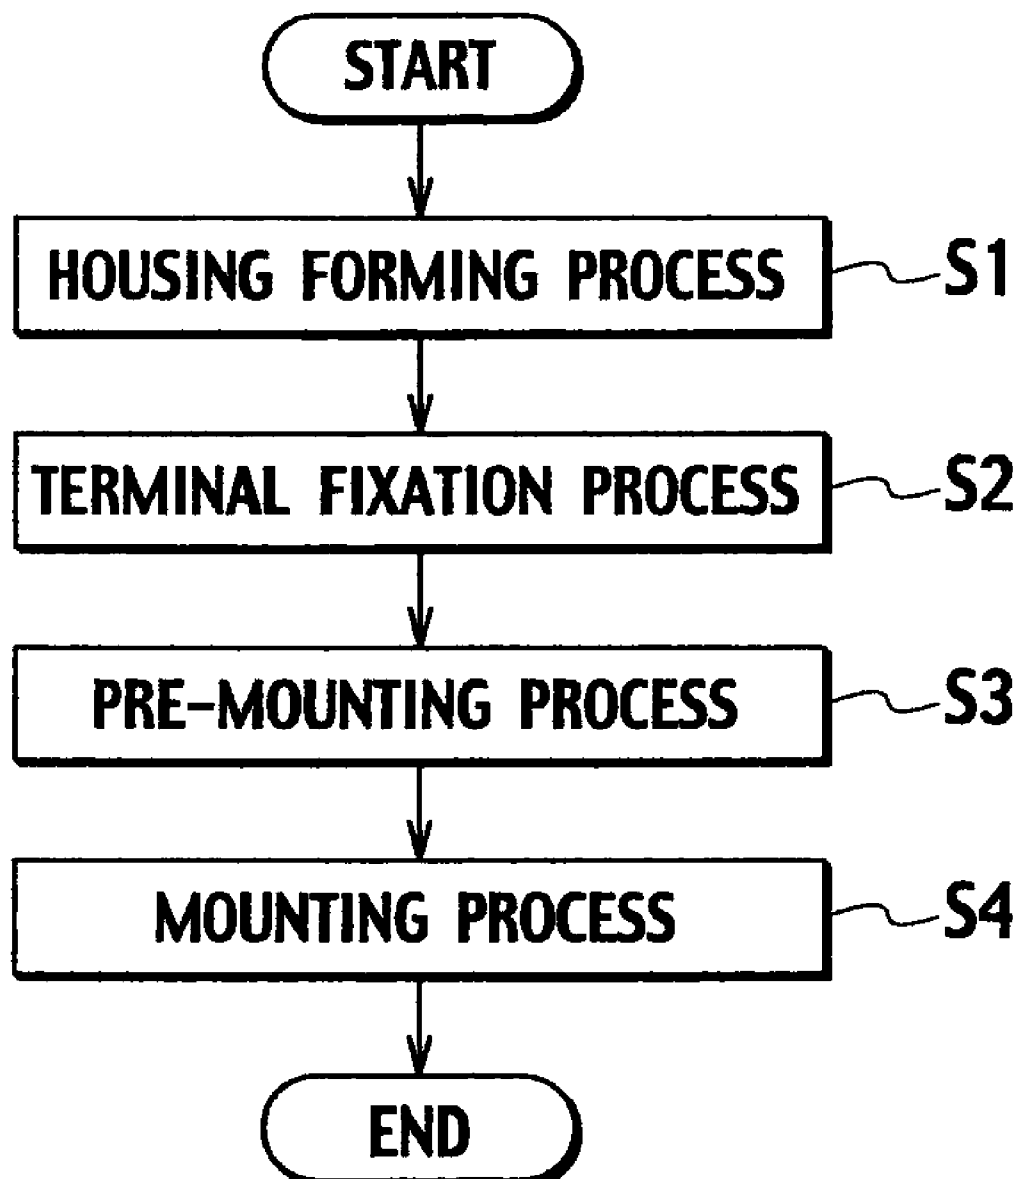 START
HOUSING FORMING PROCESS S1
TERMINAL FIXATION PROCESS S2
PRE-MOUNTING PROCESS S3
MOUNTING PROCESS S4
END